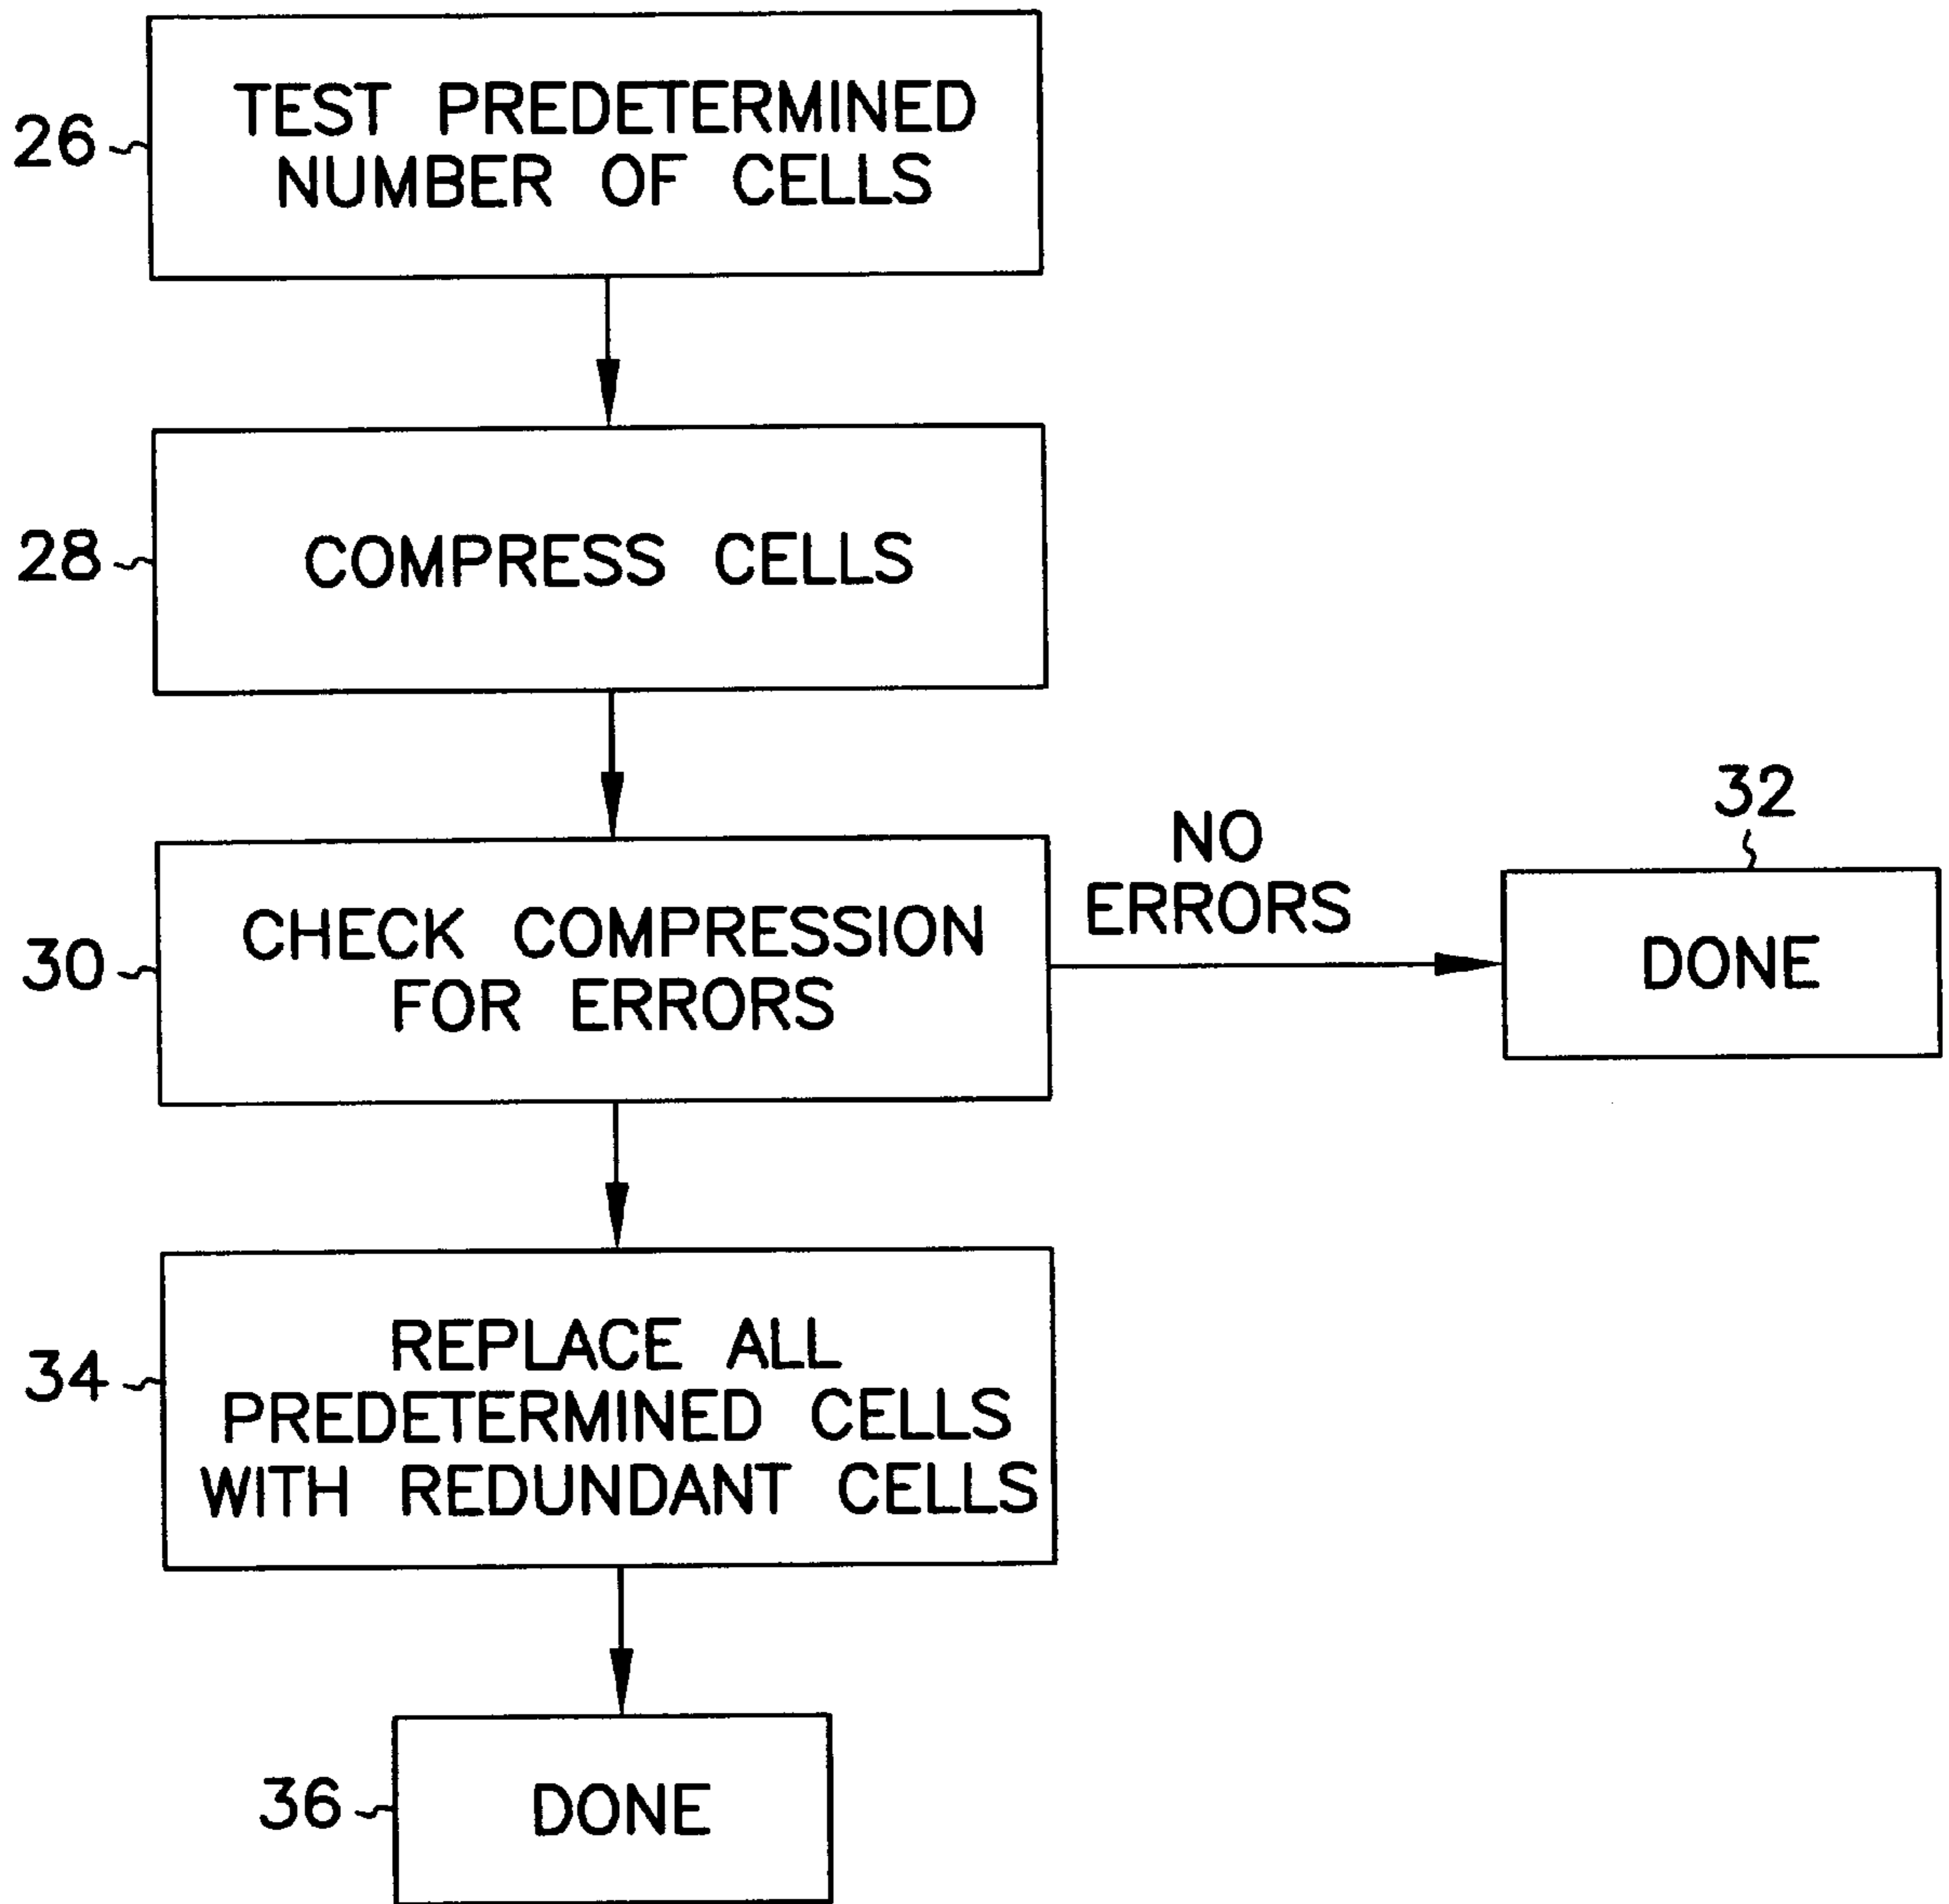 26
TEST PREDETERMINED
NUMBER OF CELLS
28
COMPRESS CELLS
30
CHECK COMPRESSION
FOR ERRORS
NO
ERRORS
32
DONE
34
REPLACE ALL
PREDETERMINED CELLS
WITH REDUNDANT CELLS
36
DONE